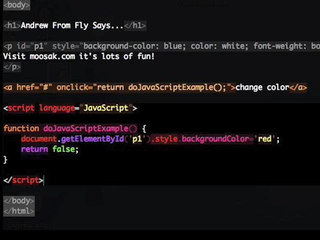 <body>
<h1>Andrew From Fly Says...</h1>
<p id="p1" style="background-color: blue; color: white; font-weight: bo
Visit moosak.com it's lots of fun!
</p>
<a href="#" onclick="return doJavaScriptExample();">change color</a>
<script language="JavaScript">
function doJavaScriptExample() {
document.getElementById('p1').style.backgroundColor='red';
return false;
}
</script>
</body>
</html>